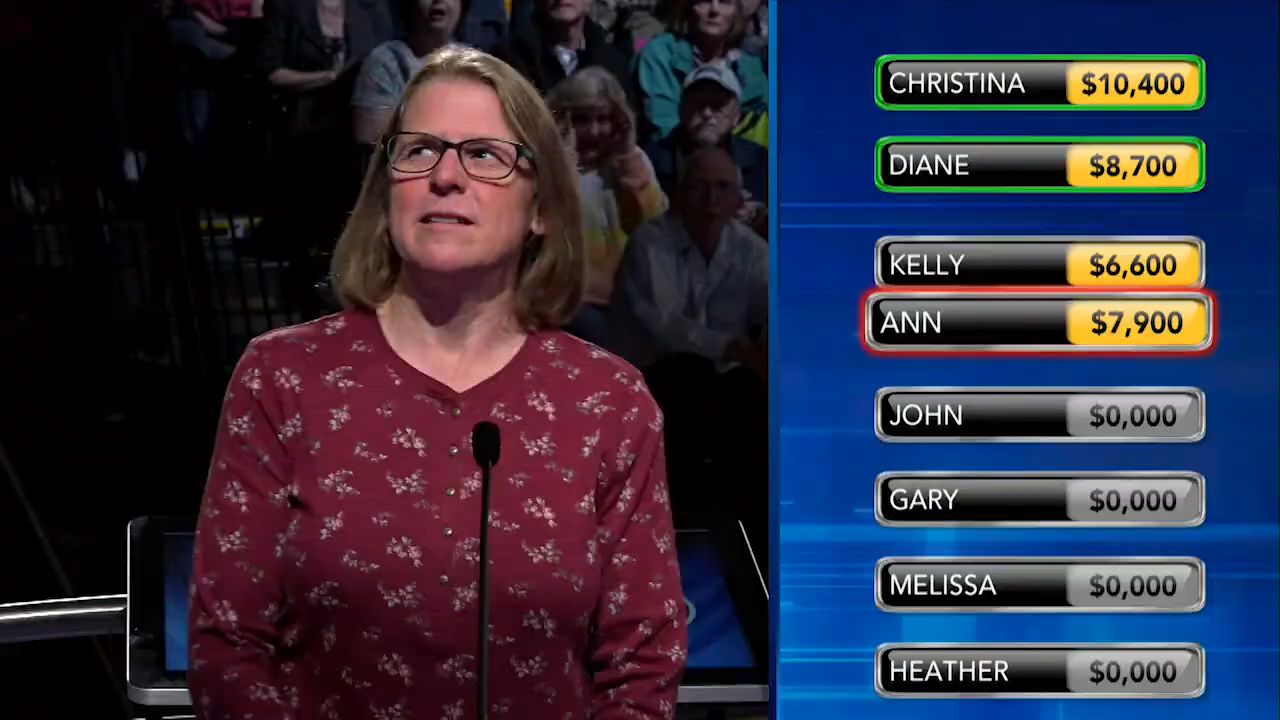 CHRISTINA $10,400
DIANE $8,700
KELLY $6,600
ANN $7,900
JOHN $0,000
GARY $0,000
MELISSA $0,000
HEATHER $0,000